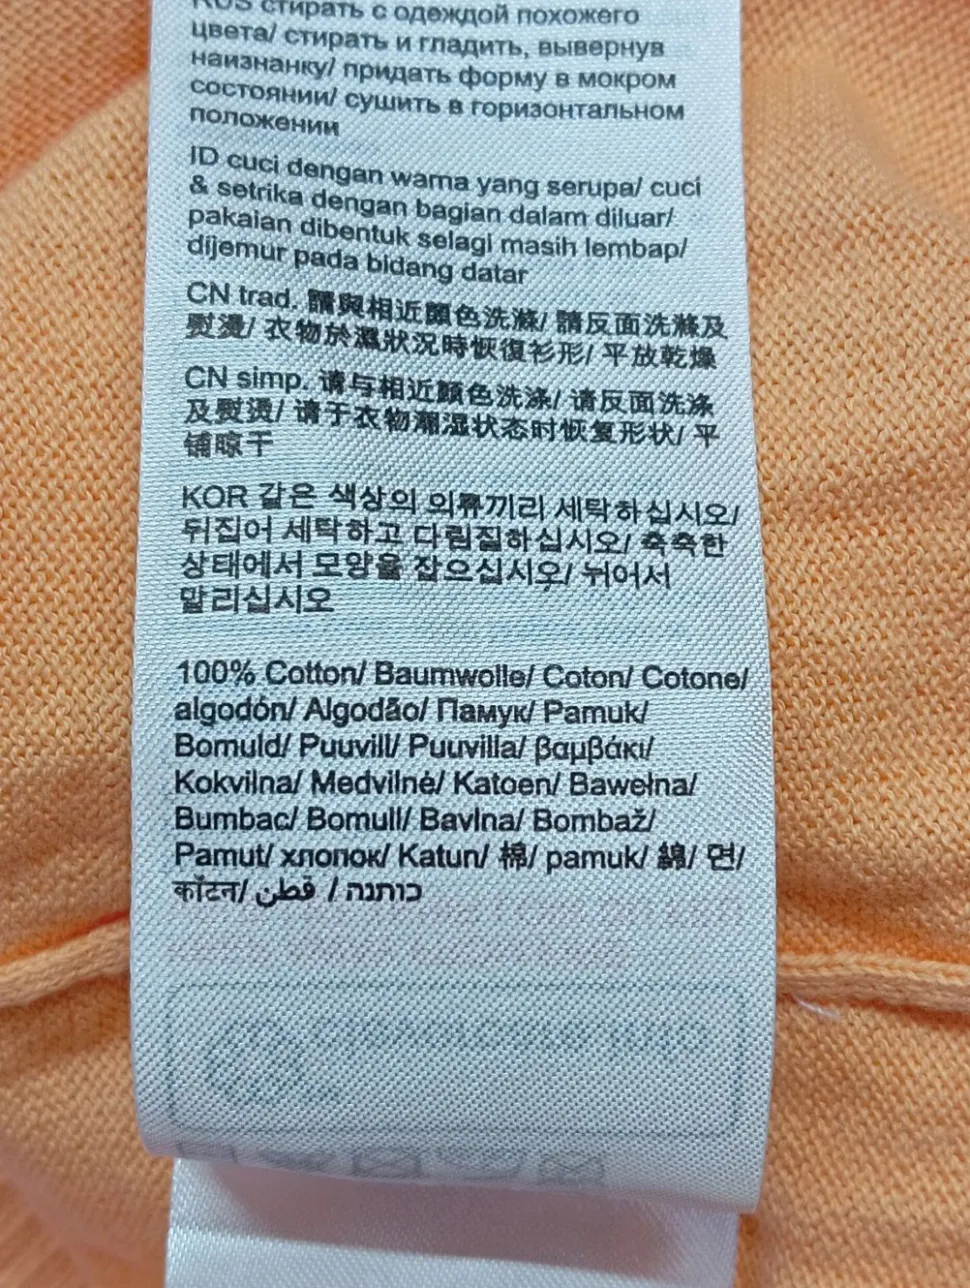 RUS стирать с одеждой похожего
цвета/ стирать и гладить, вывернув
наизнанку/ придать форму в мокром
состоянии/ сушить в горизонтальном
положении
ID cuci dengan warna yang serupa/ cuci
& setrika dengan bagian dalam diluar/
pakaian dibentuk selagi masih lembap/
dijemur pada bidang datar
CN trad. 請與相近顏色洗滌/ 請反面洗滌及
熨燙/ 衣物於濕狀況時恢復衫形/ 平放乾燥
CN simp. 请与相近颜色洗涤/ 请反面洗涤
及熨烫/ 请于衣物潮湿状态时恢复形状/ 平
铺晾干
KOR 같은 색상의 의류끼리 세탁하십시오/
뒤집어 세탁하고 다림질하십시오/ 축축한
상태에서 모양을 잡으십시오/ 뉘어서
말리십시오
100% Cotton/ Baumwolle/ Coton/ Cotone/
algodón/ Algodão/ Памук/ Pamuk/
Bomuld/ Puuvill/ Puuvilla/ βαμβάκι/
Kokvilna/ Medvilnė/ Katoen/ Bawełna/
Bumbac/ Bomull/ Bavlna/ Bombaž/
Pamut/ хлопок/ Katun/ 棉/ pamuk/ 綿/ 면/
कॉटन/ قطن / כותנה